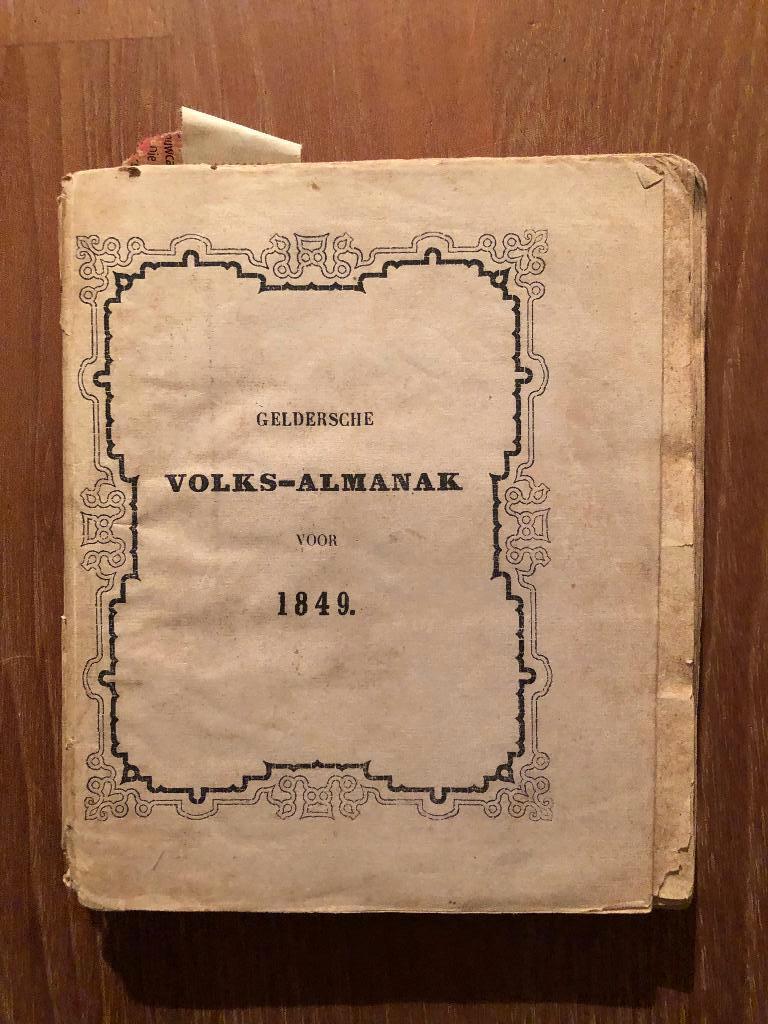 GELDERSCHE
VOLKS-ALMANAK
VOOR
1849.